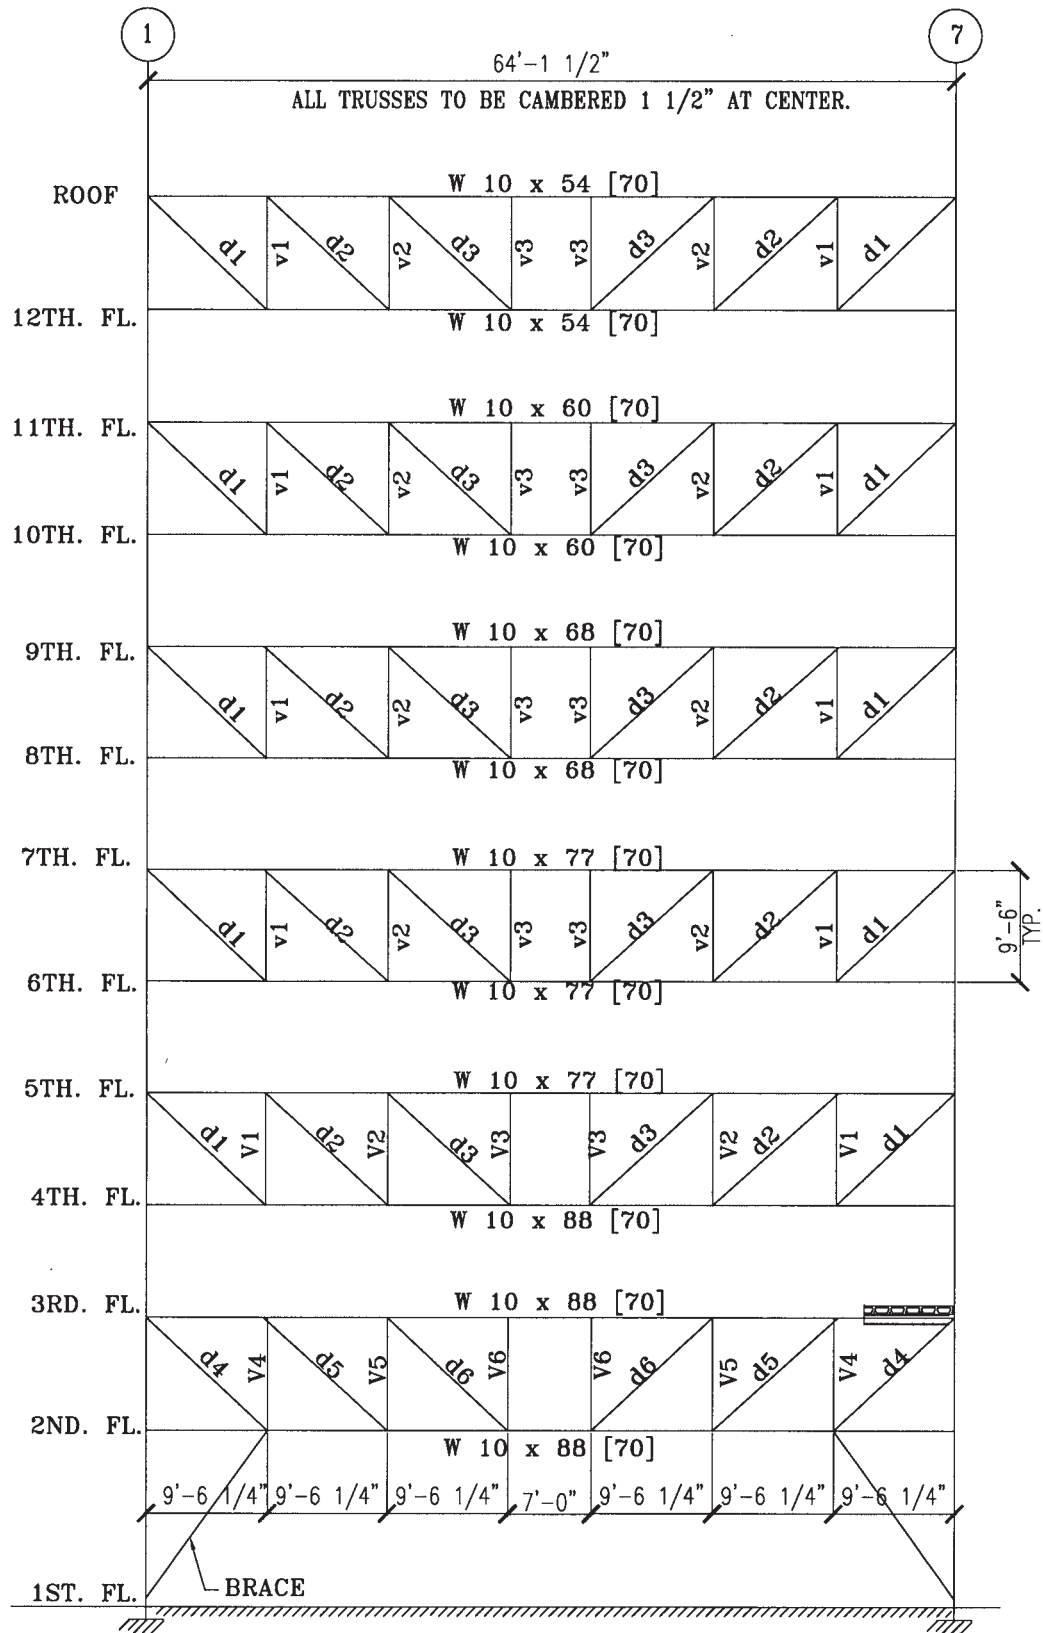 1
7
64'-1 1/2"
ALL TRUSSES TO BE CAMBERED 1 1/2" AT CENTER.
ROOF
W 10 x 54 [70]
d1 v1 d2 v2 d3 v3 v3 d3 v2 d2 v1 d1
12TH. FL.
W 10 x 54 [70]
W 10 x 60 [70]
11TH. FL.
d1 v1 d2 v2 d3 v3 v3 d3 v2 d2 v1 d1
10TH. FL.
W 10 x 60 [70]
W 10 x 68 [70]
9TH. FL.
d1 v1 d2 v2 d3 v3 v3 d3 v2 d2 v1 d1
8TH. FL.
W 10 x 68 [70]
7TH. FL.
W 10 x 77 [70]
d1 v1 d2 v2 d3 v3 v3 d3 v2 d2 v1 d1
9'-6"
TYP.
6TH. FL.
W 10 x 77 [70]
5TH. FL.
W 10 x 77 [70]
d1 V1 d2 V2 d3 V3 V3 d3 V2 d2 V1 d1
4TH. FL.
W 10 x 88 [70]
3RD. FL.
W 10 x 88 [70]
d4 V4 d5 V5 d6 V6 V6 d6 V5 d5 V4 d4
2ND. FL.
W 10 x 88 [70]
9'-6 1/4" 9'-6 1/4" 9'-6 1/4" 7'-0" 9'-6 1/4" 9'-6 1/4" 9'-6 1/4"
BRACE
1ST. FL.